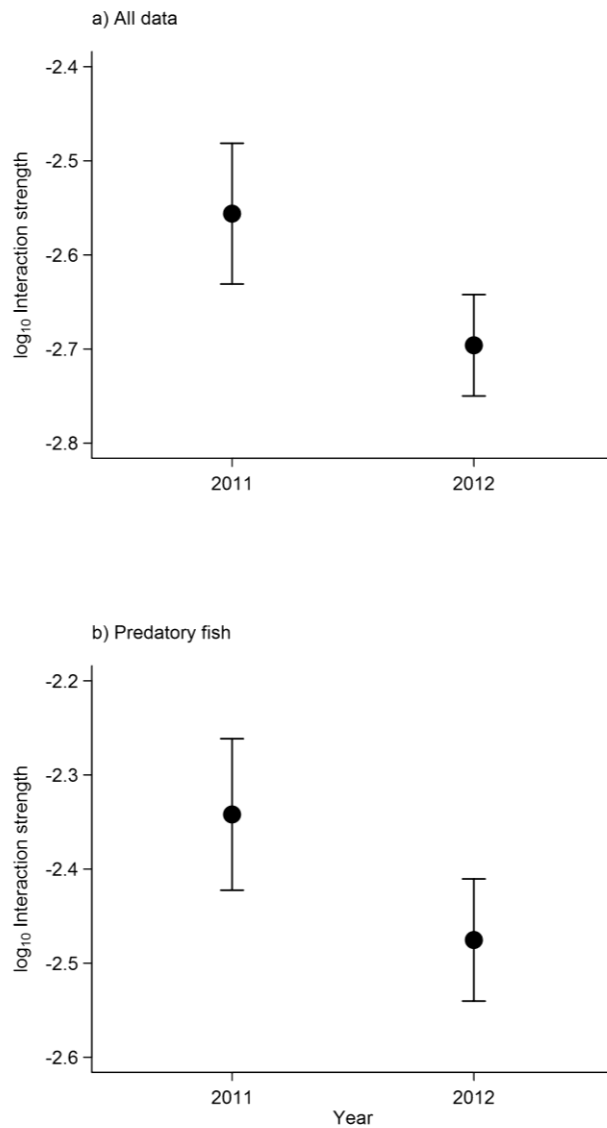 a) All data
log₁₀ Interaction strength
-2.4
-2.5
-2.6
-2.7
-2.8
2011 2012
b) Predatory fish
log₁₀ Interaction strength
-2.2
-2.3
-2.4
-2.5
-2.6
2011 2012
Year